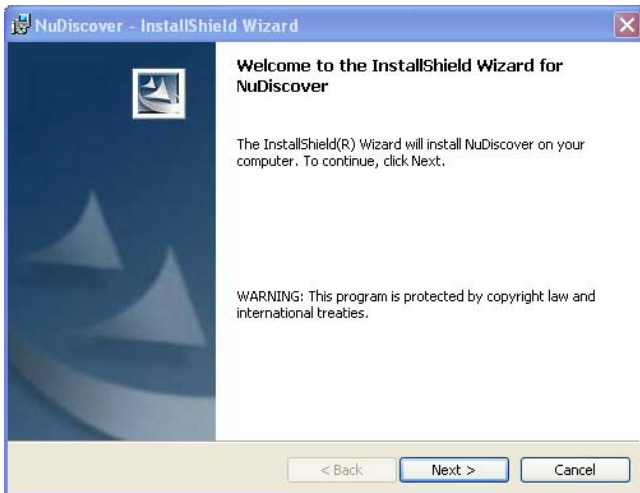 NuDiscover - InstallShield Wizard
Welcome to the InstallShield Wizard for
NuDiscover
The InstallShield(R) Wizard will install NuDiscover on your
computer. To continue, click Next.
WARNING: This program is protected by copyright law and
international treaties.
< Back
Next >
Cancel